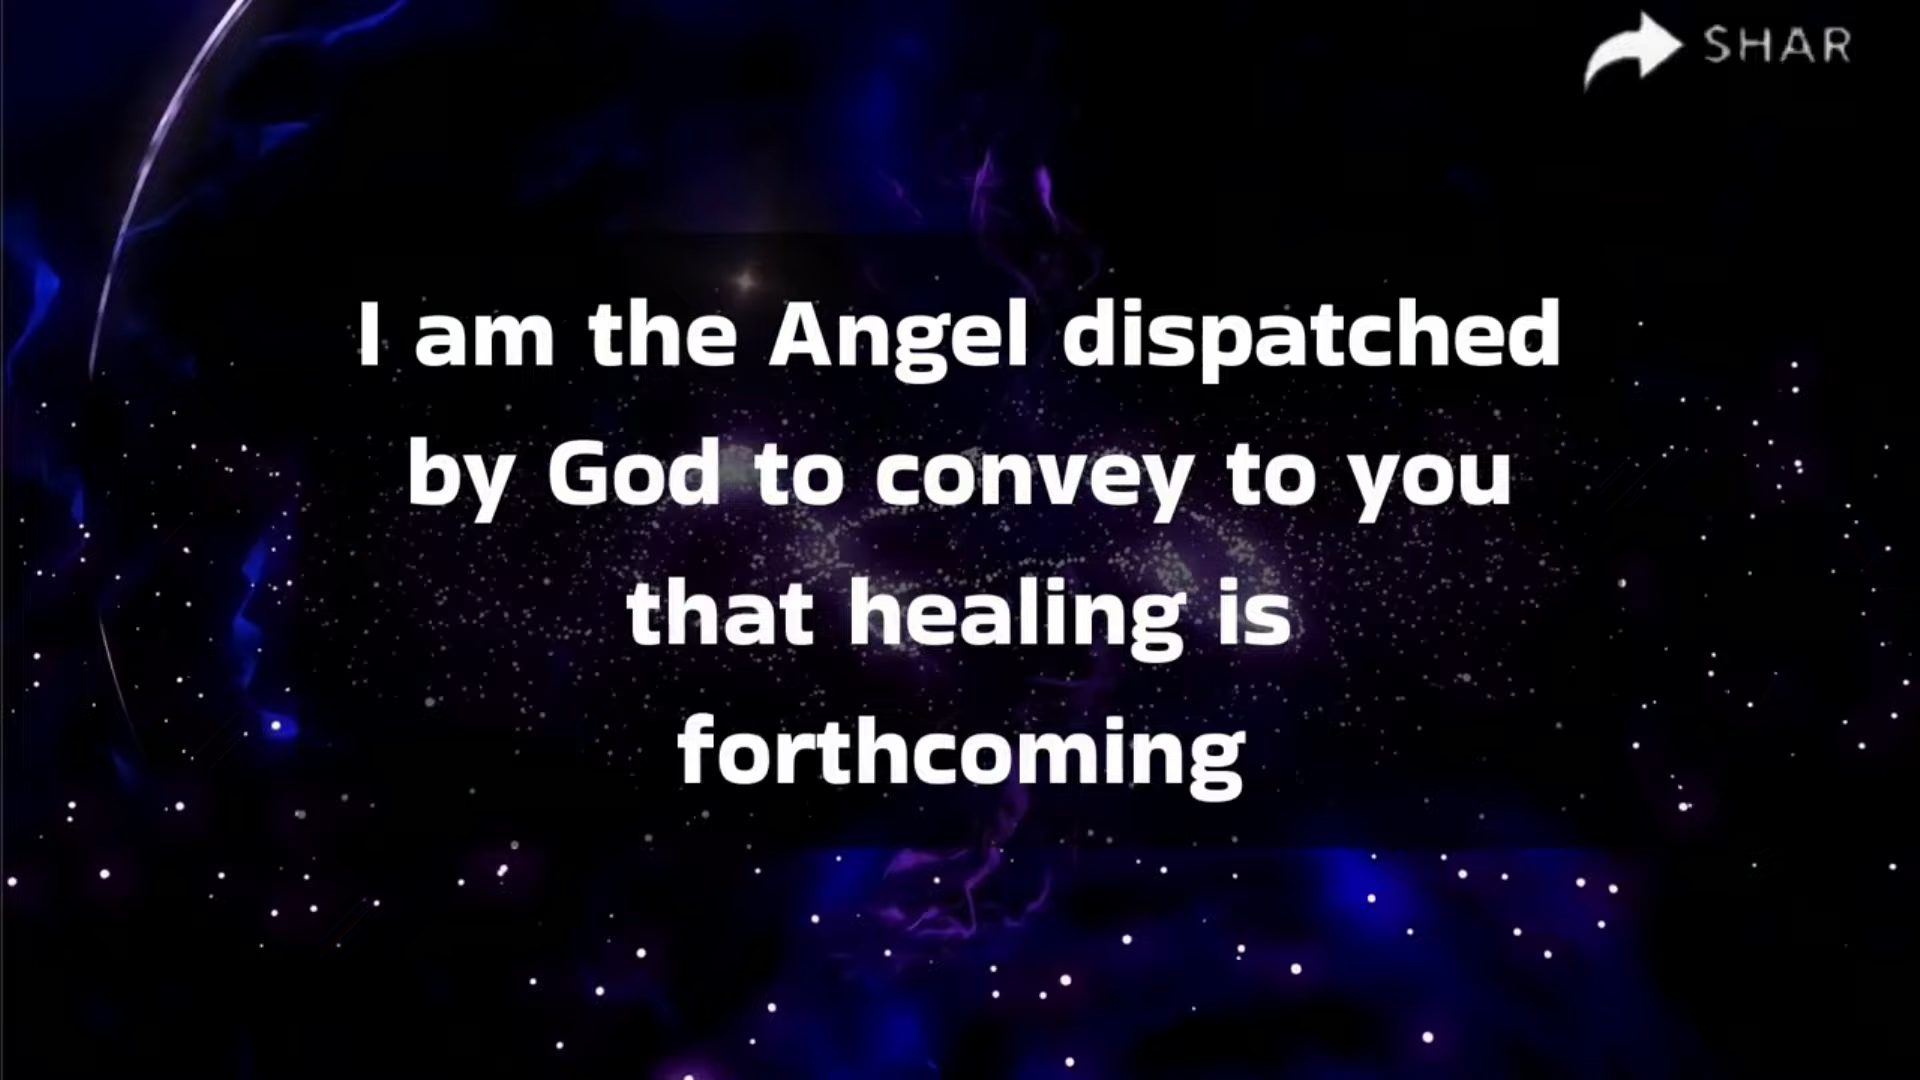 SHAR
I am the Angel dispatched
by God to convey to you
that healing is
forthcoming